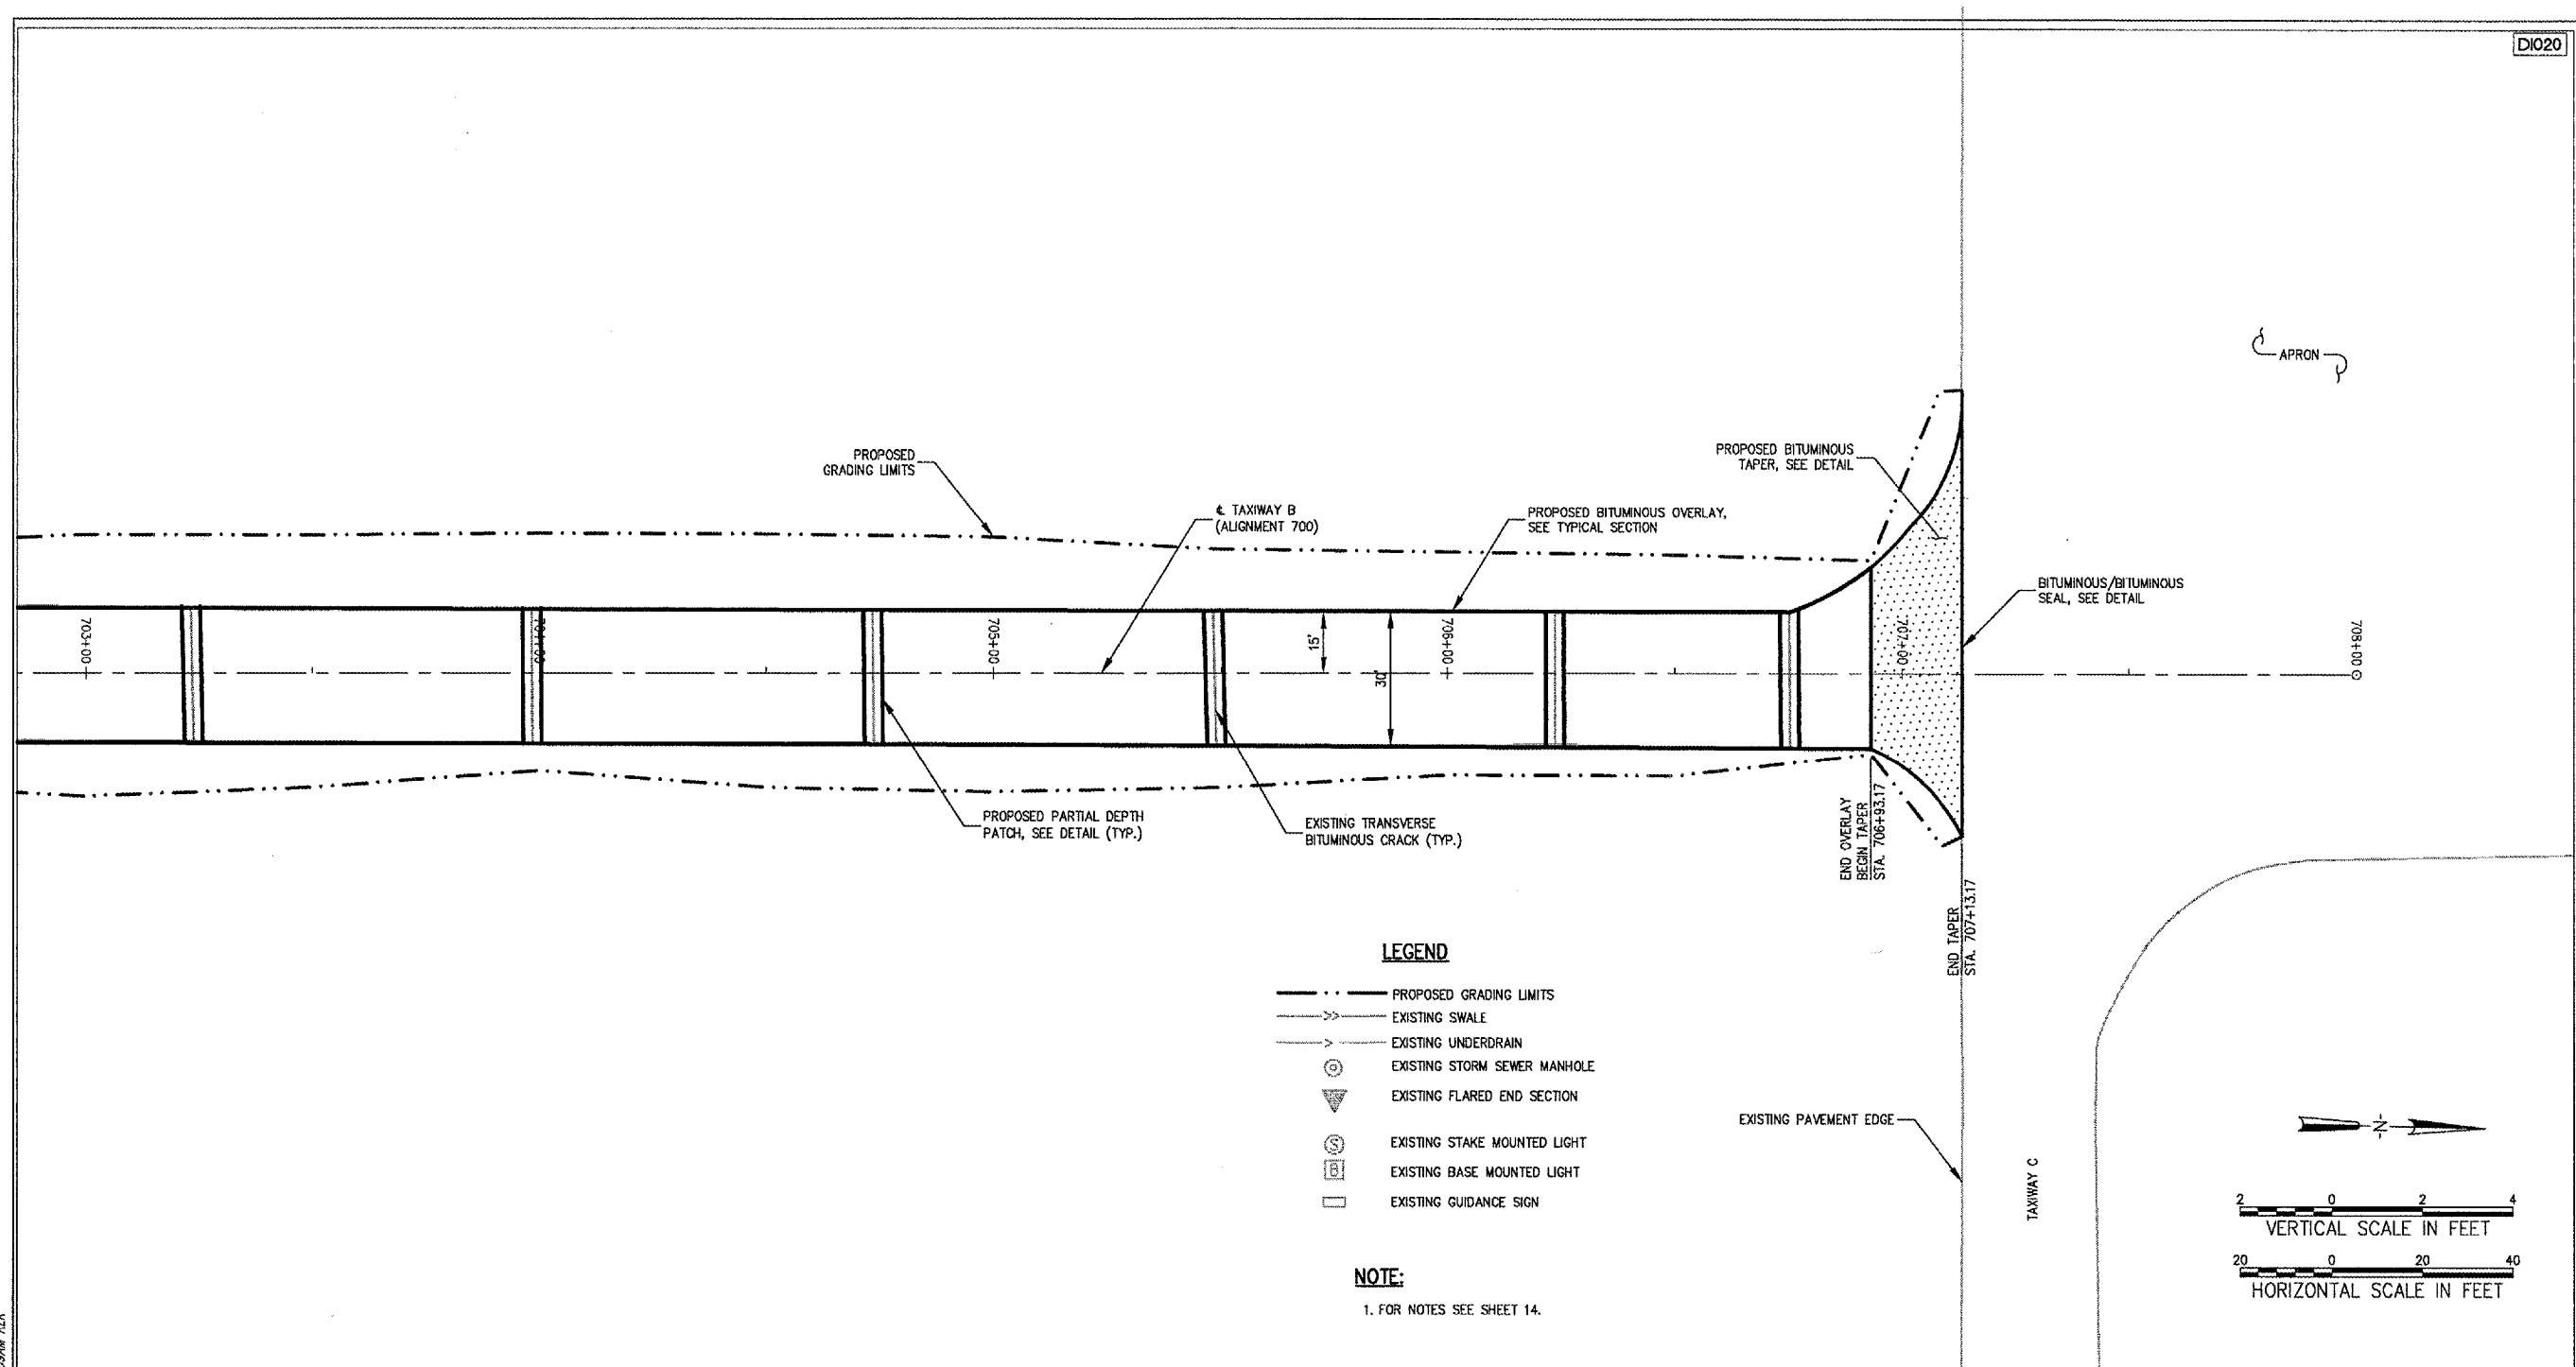 DI020
APRON
PROPOSED
GRADING LIMITS
℄ TAXIWAY B
(ALIGNMENT 700)
PROPOSED BITUMINOUS OVERLAY,
SEE TYPICAL SECTION
PROPOSED BITUMINOUS
TAPER, SEE DETAIL
BITUMINOUS/BITUMINOUS
SEAL, SEE DETAIL
703+00
704+00
705+00
706+00
707+00
708+00
15'
30'
PROPOSED PARTIAL DEPTH
PATCH, SEE DETAIL (TYP.)
EXISTING TRANSVERSE
BITUMINOUS CRACK (TYP.)
END OVERLAY
BEGIN TAPER
STA. 706+93.17
END TAPER
STA. 707+13.17
LEGEND
PROPOSED GRADING LIMITS
EXISTING SWALE
EXISTING UNDERDRAIN
EXISTING STORM SEWER MANHOLE
EXISTING FLARED END SECTION
S EXISTING STAKE MOUNTED LIGHT
B EXISTING BASE MOUNTED LIGHT
EXISTING GUIDANCE SIGN
NOTE:
1. FOR NOTES SEE SHEET 14.
EXISTING PAVEMENT EDGE
TAXIWAY C
N
2 0 2 4
VERTICAL SCALE IN FEET
20 0 20 40
HORIZONTAL SCALE IN FEET